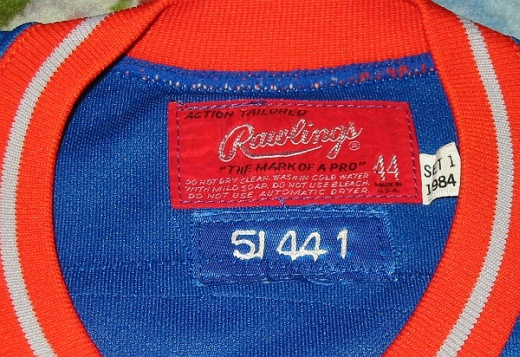 ACTION TAILORED
Rawlings®
"THE MARK OF A PRO"
44
MADE IN
U.S.A.
DO NOT DRY CLEAN. WASH IN COLD WATER
WITH MILD SOAP. DO NOT USE BLEACH.
DO NOT USE AUTOMATIC DRYER
SET 1
1984
51 44 1